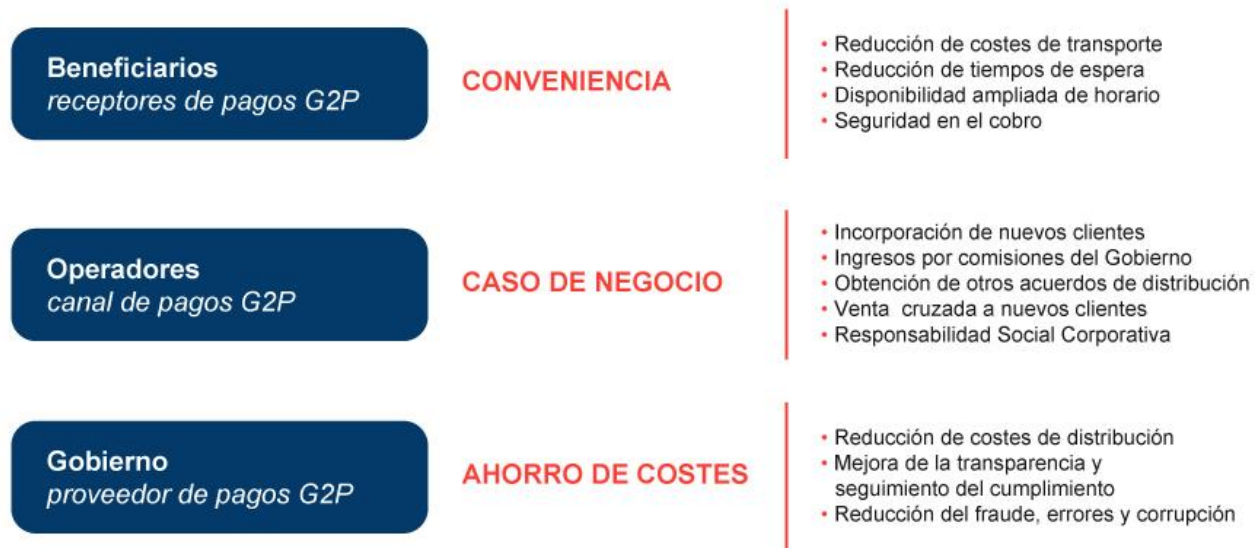 Beneficiarios
receptores de pagos G2P
CONVENIENCIA
• Reducción de costes de transporte
• Reducción de tiempos de espera
• Disponibilidad ampliada de horario
• Seguridad en el cobro
Operadores
canal de pagos G2P
CASO DE NEGOCIO
• Incorporación de nuevos clientes
• Ingresos por comisiones del Gobierno
• Obtención de otros acuerdos de distribución
• Venta cruzada a nuevos clientes
• Responsabilidad Social Corporativa
Gobierno
proveedor de pagos G2P
AHORRO DE COSTES
• Reducción de costes de distribución
• Mejora de la transparencia y
seguimiento del cumplimiento
• Reducción del fraude, errores y corrupción